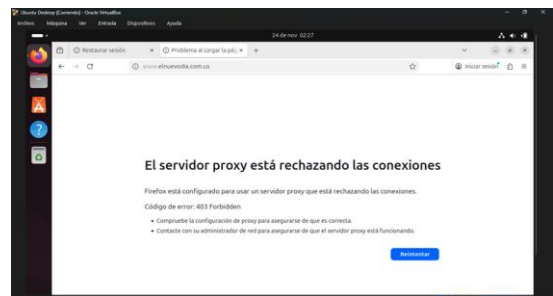 Ubuntu Desktop [Corriendo] - Oracle VirtualBox
Archivo Máquina Ver Entrada Dispositivos Ayuda
24 de nov 02:27
Restaurar sesión
Problema al cargar la pág
www.elnuevodia.com.co
Iniciar sesión
El servidor proxy está rechazando las conexiones
Firefox está configurado para usar un servidor proxy que está rechazando las conexiones.
Código de error: 403 Forbidden
• Compruebe la configuración de proxy para asegurarse de que es correcta.
• Contacte con su administrador de red para asegurarse de que el servidor proxy está funcionando.
Reintentar